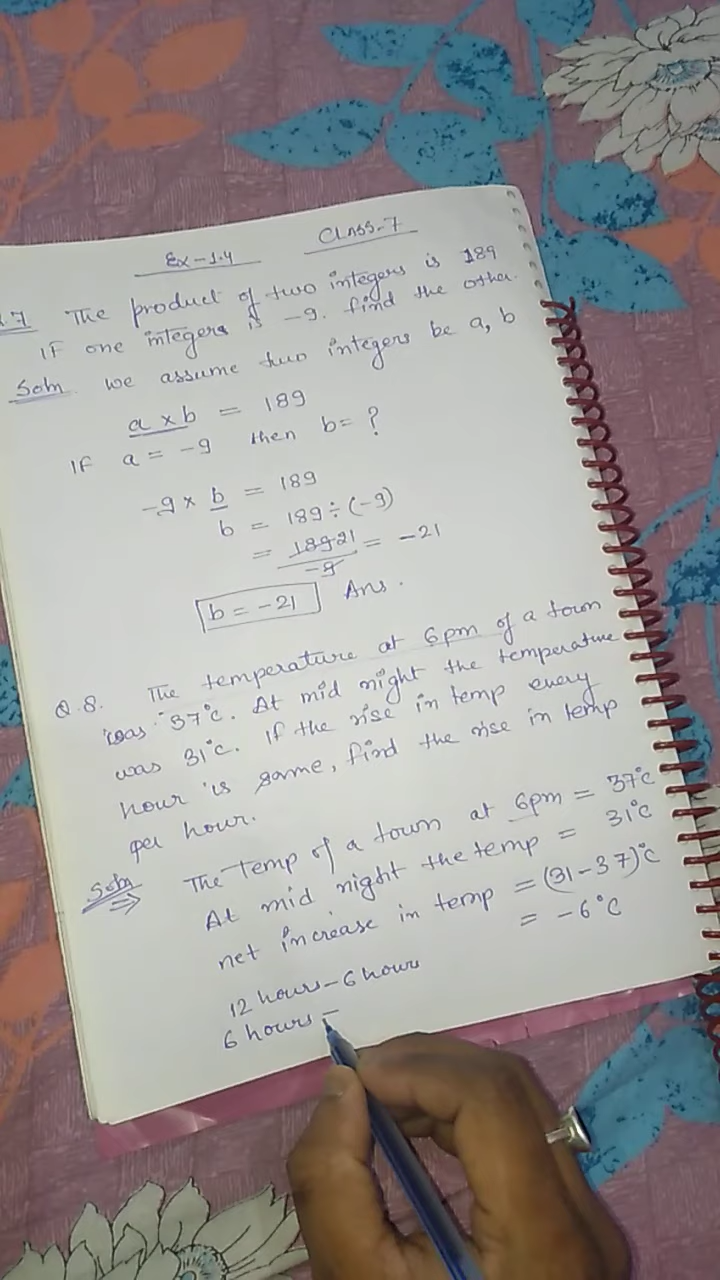 Ex-1.4 Class-7
.7 The product of two integers is 189
IF one integers is -9. find the other.
Soln. we assume two integers be a, b
a × b = 189
IF a = -9 then b = ?
-9 × b = 189
b = 189 ÷ (-9)
= 189 21 / -9 = -21
b = -21 Ans.
Q.8. The temperature at 6pm of a town
was 37°C. At mid night the temperature
was 31°C. If the rise in temp every
hour is same, find the rise in temp
per hour.
Soln ⇒ The Temp of a town at 6pm = 37°C
At mid night the temp = 31°C
net increase in temp = (31-37)°C
= -6°C
12 hours - 6 hours
6 hours =